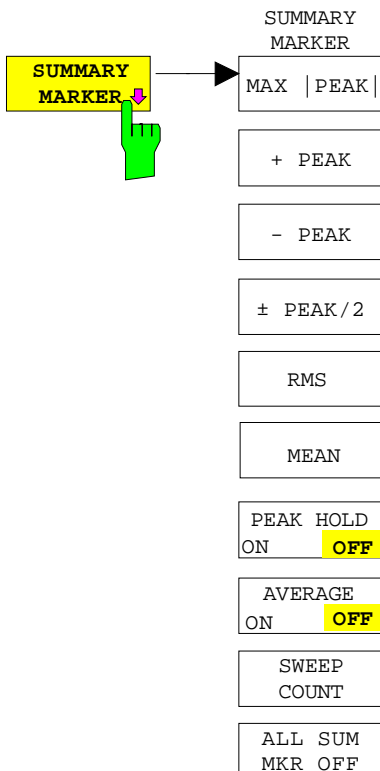 SUMMARY
MARKER
SUMMARY
MARKER
MAX |PEAK|
+ PEAK
- PEAK
± PEAK/2
RMS
MEAN
PEAK HOLD
ON OFF
AVERAGE
ON OFF
SWEEP
COUNT
ALL SUM
MKR OFF